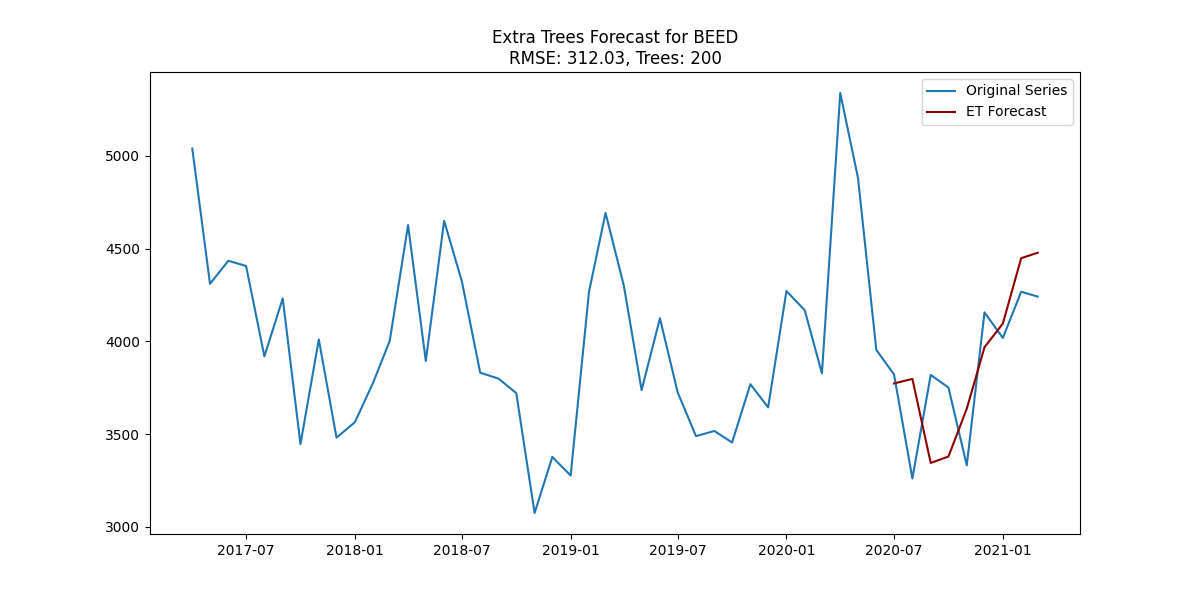 Extra Trees Forecast for BEED
RMSE: 312.03, Trees: 200
Original Series
ET Forecast
5000
4500
4000
3500
3000
2017-07 2018-01 2018-07 2019-01 2019-07 2020-01 2020-07 2021-01